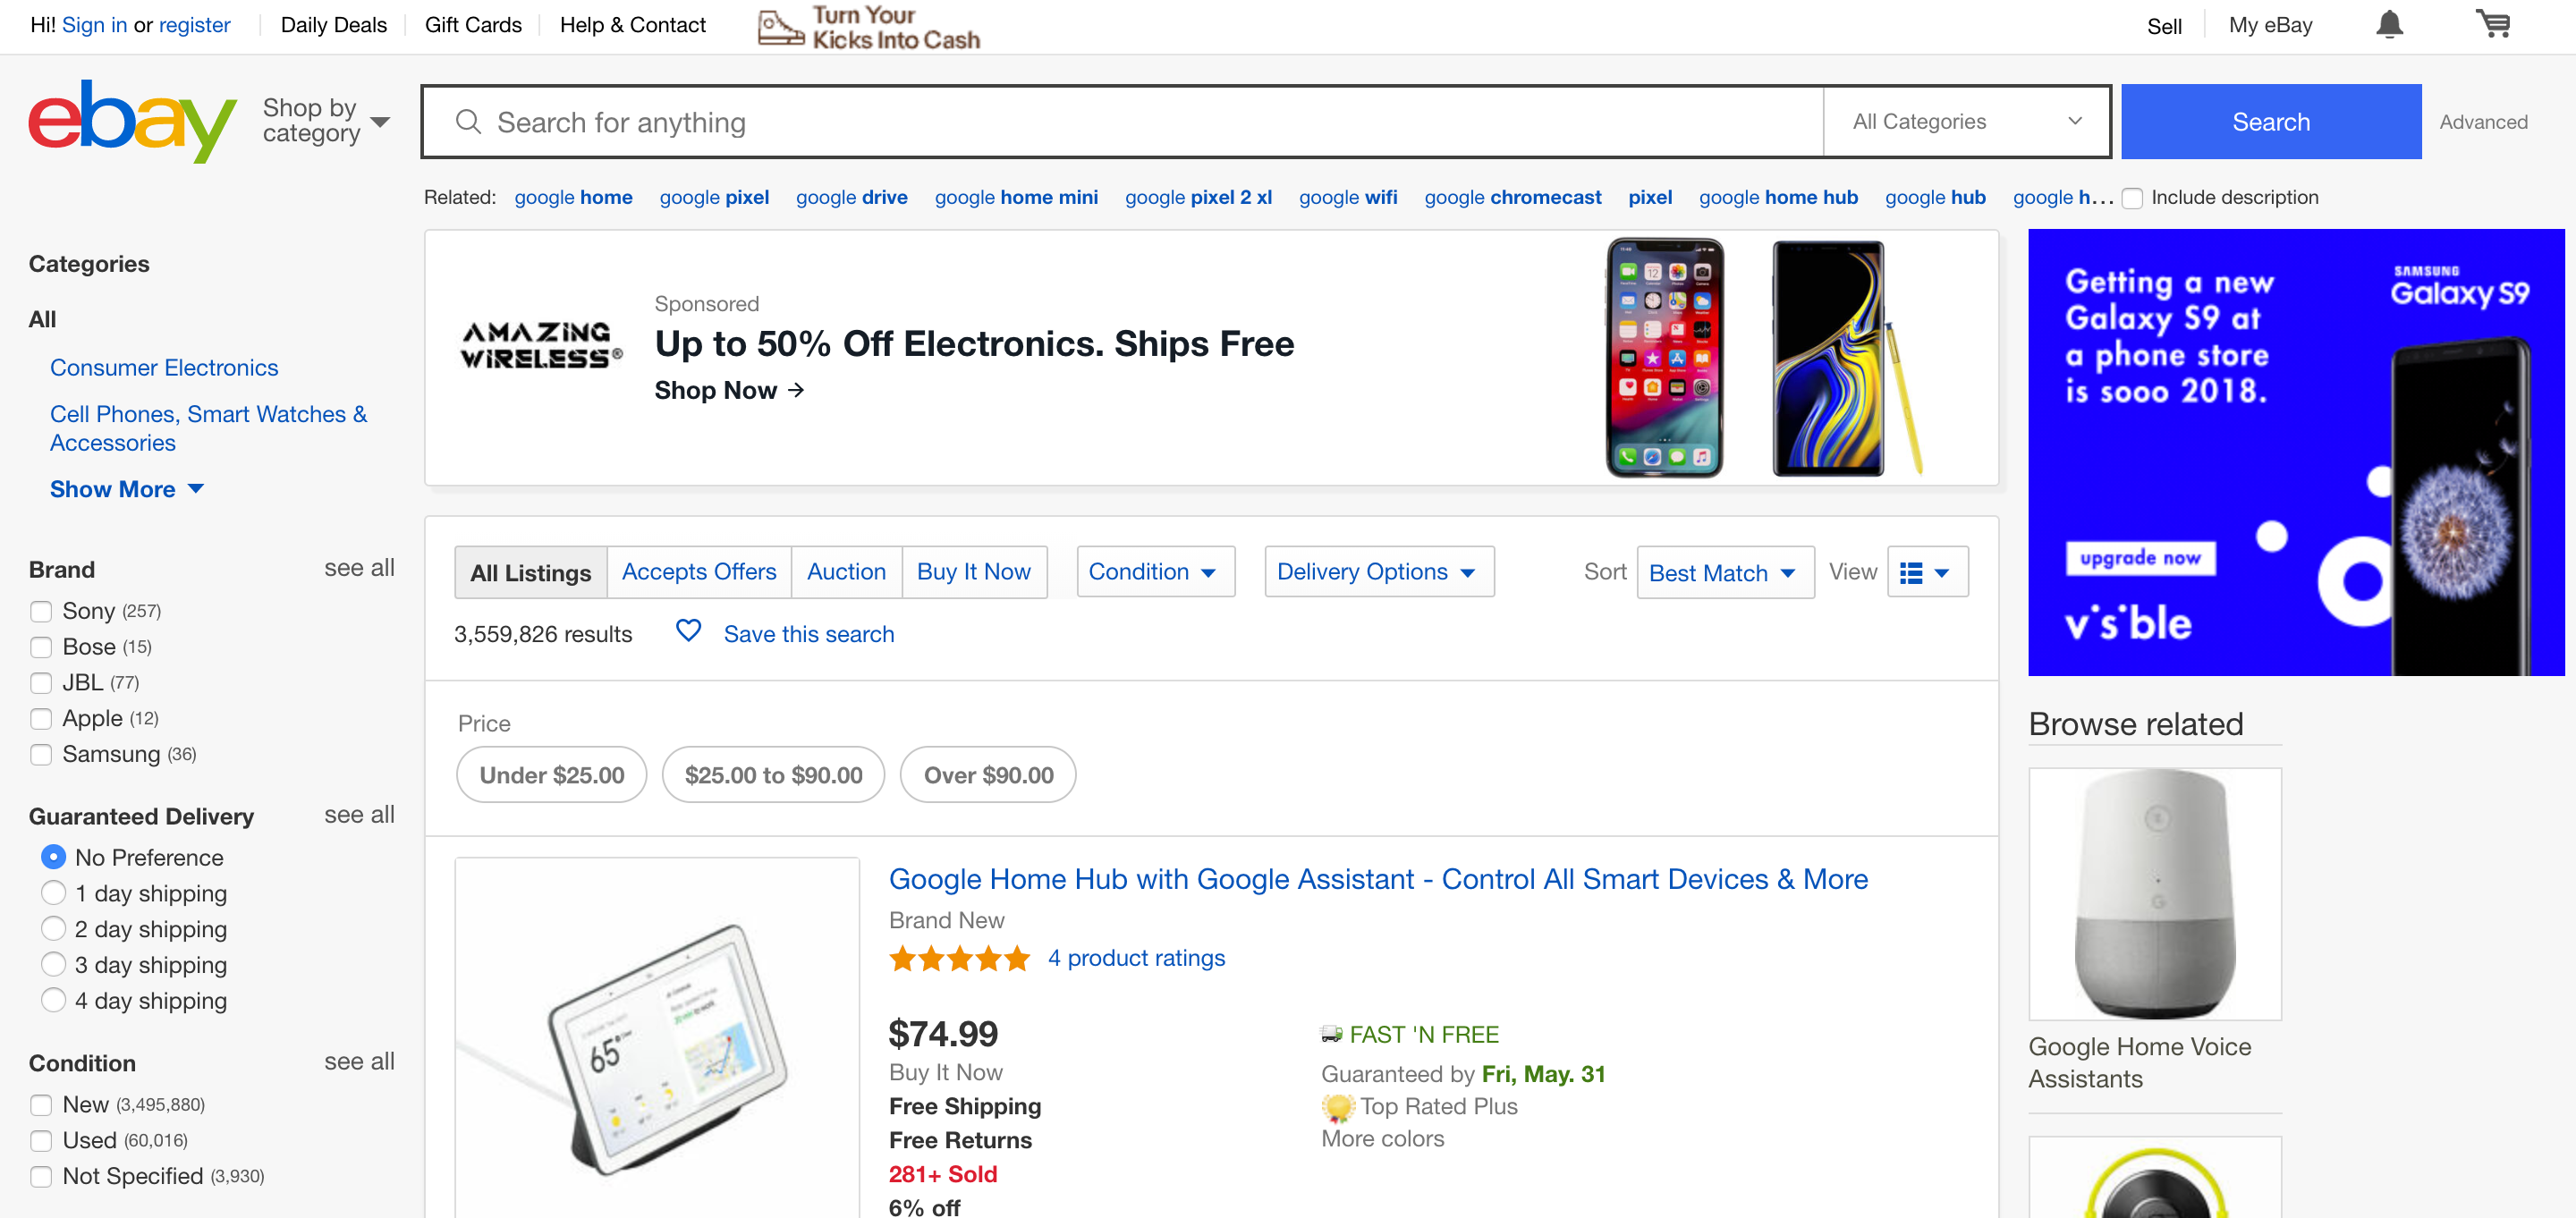 Hi! Sign in or register
Daily Deals
Gift Cards
Help & Contact
Turn Your
Kicks Into Cash
Sell
My eBay
ebay
Shop by
category
Search for anything
All Categories
Search
Advanced
Related: google home google pixel google drive google home mini google pixel 2 xl google wifi google chromecast pixel google home hub google hub google h...
Include description
Categories
All
Consumer Electronics
Cell Phones, Smart Watches &
Accessories
Show More
Brand see all
Sony (257)
Bose (15)
JBL (77)
Apple (12)
Samsung (36)
Guaranteed Delivery see all
No Preference
1 day shipping
2 day shipping
3 day shipping
4 day shipping
Condition see all
New (3,495,880)
Used (60,016)
Not Specified (3,930)
AMAZING
WIRELESS®
Sponsored
Up to 50% Off Electronics. Ships Free
Shop Now →
All Listings Accepts Offers Auction Buy It Now Condition Delivery Options Sort Best Match View
3,559,826 results Save this search
Price
Under $25.00 $25.00 to $90.00 Over $90.00
65°
Google Home Hub with Google Assistant - Control All Smart Devices & More
Brand New
4 product ratings
$74.99
Buy It Now
Free Shipping
Free Returns
281+ Sold
6% off
FAST 'N FREE
Guaranteed by Fri, May. 31
Top Rated Plus
More colors
Getting a new
Galaxy S9 at
a phone store
is sooo 2018.
SAMSUNG
Galaxy S9
upgrade now
visible
Browse related
Google Home Voice
Assistants